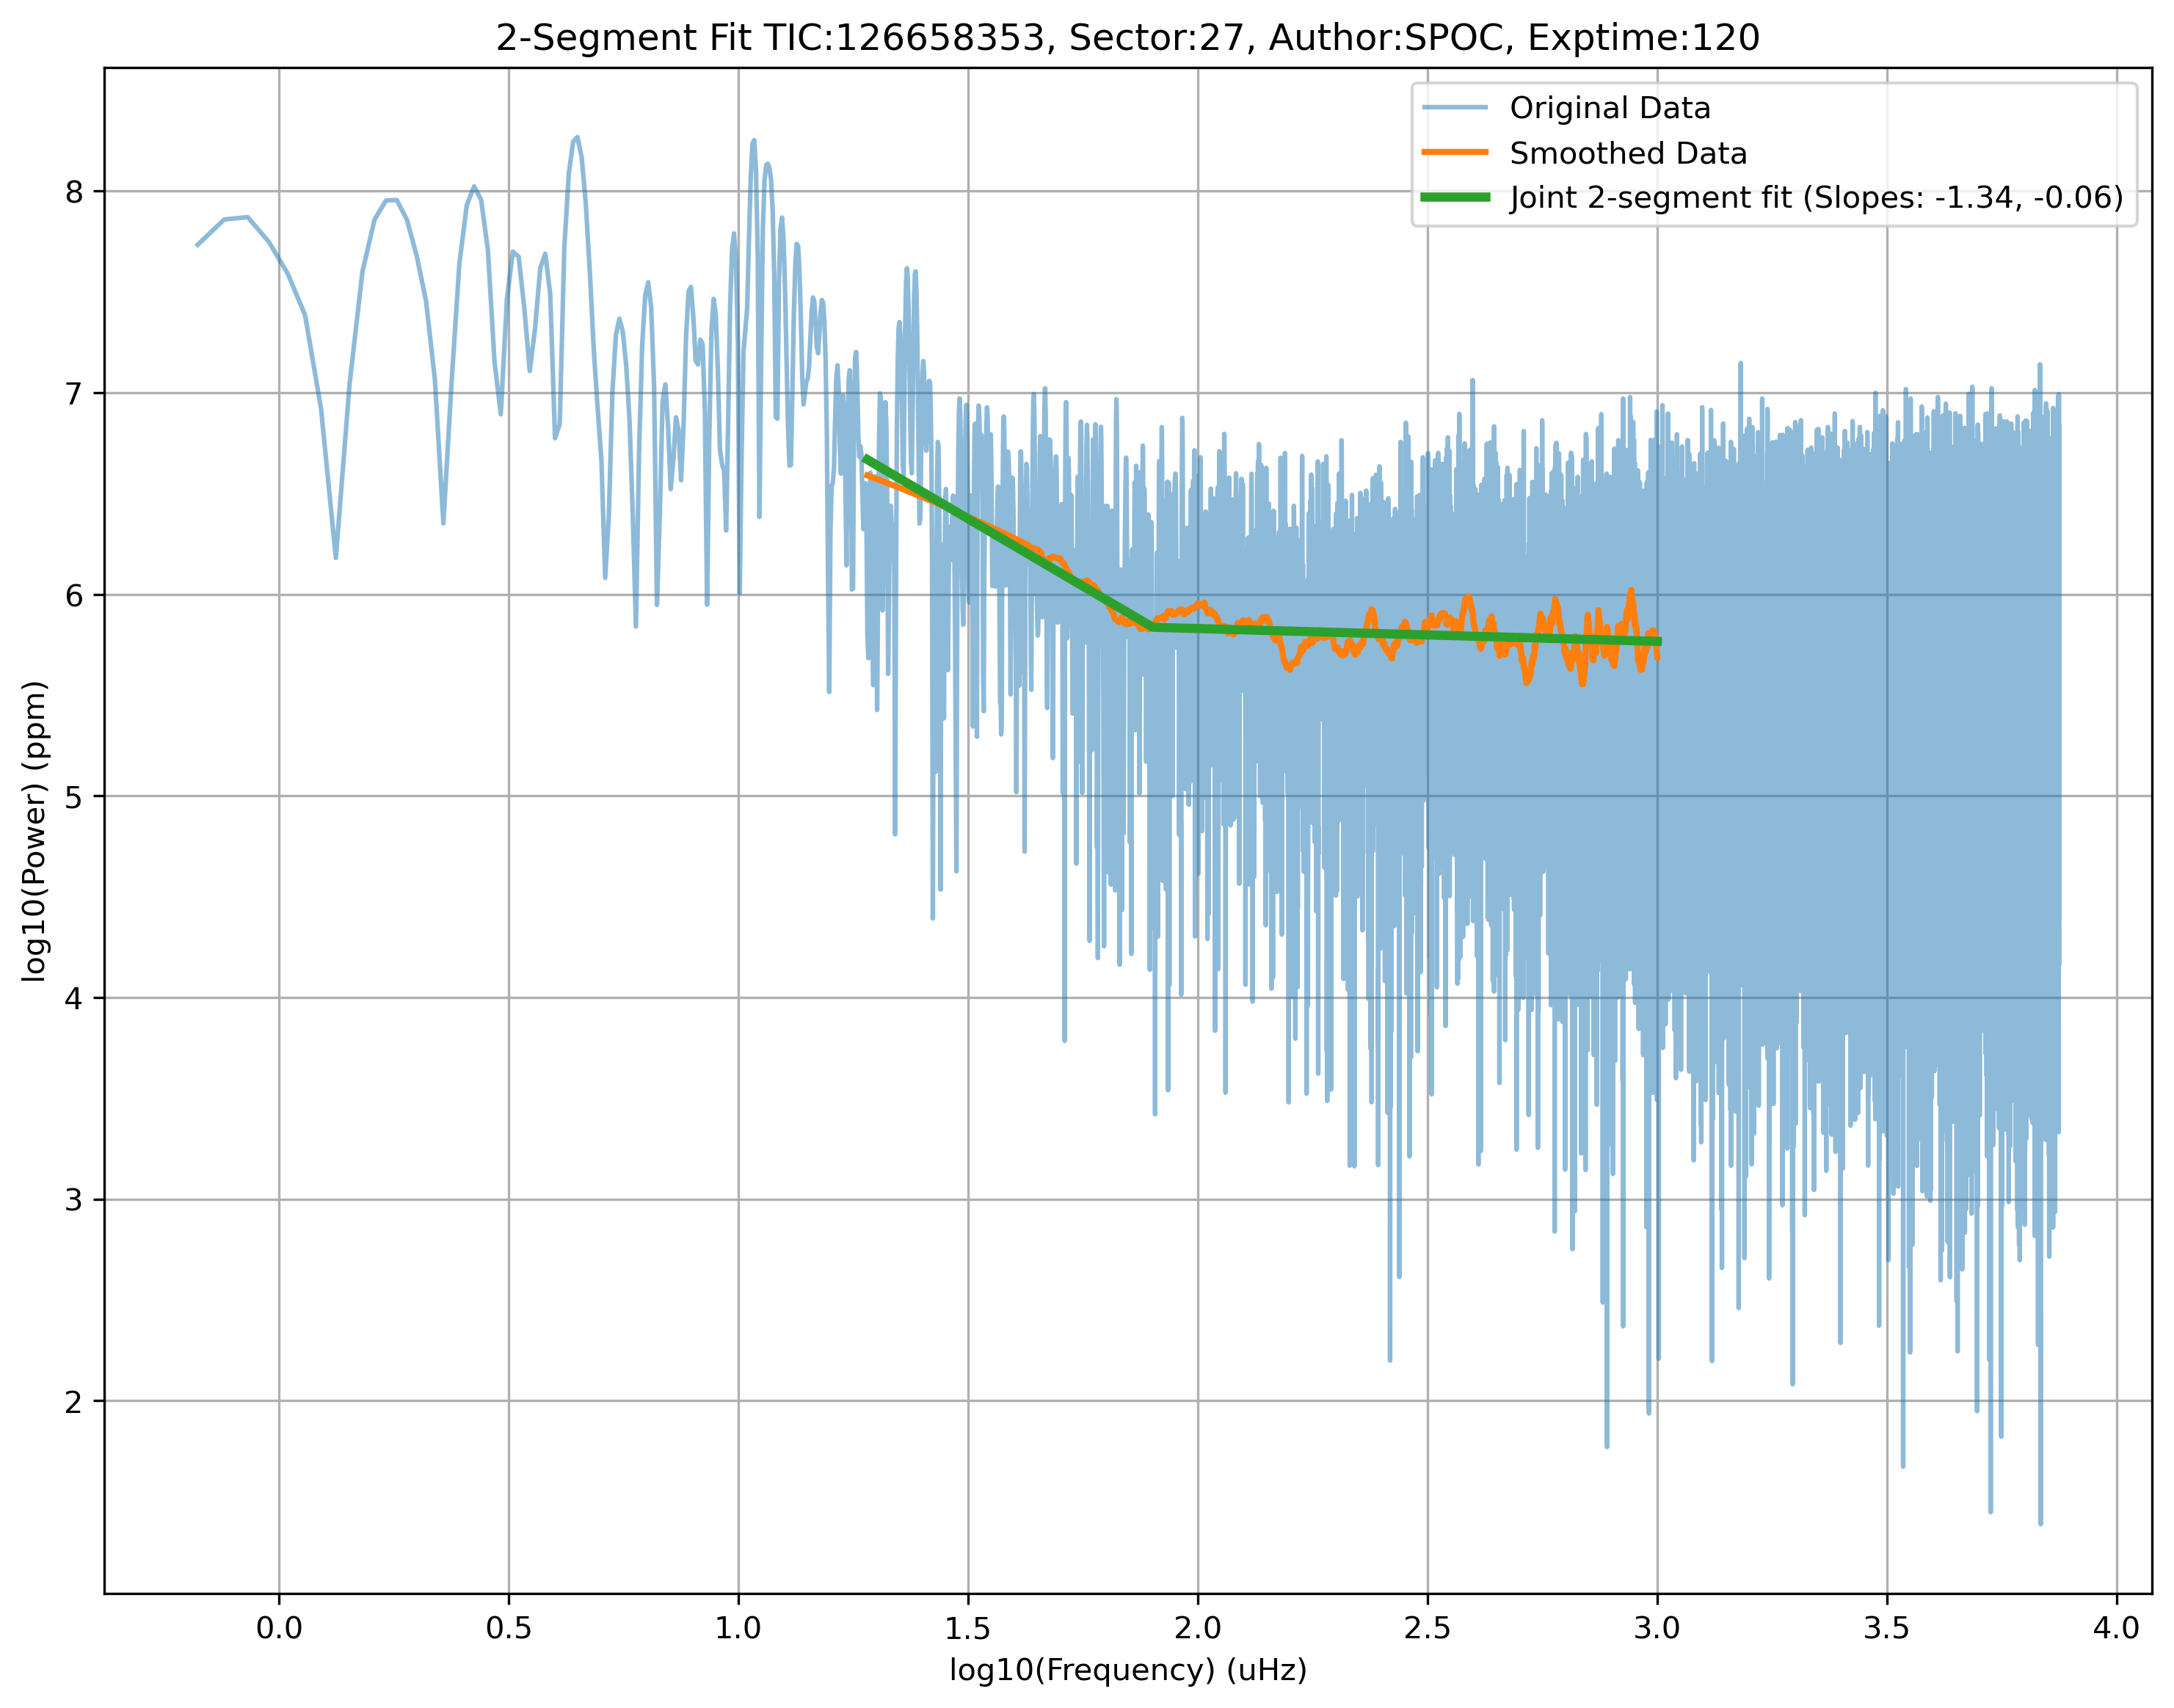 2-Segment Fit TIC:126658353, Sector:27, Author:SPOC, Exptime:120
Original Data
Smoothed Data
Joint 2-segment fit (Slopes: -1.34, -0.06)
log10(Power) (ppm)
8
7
6
5
4
3
2
0.0 0.5 1.0 1.5 2.0 2.5 3.0 3.5 4.0
log10(Frequency) (uHz)